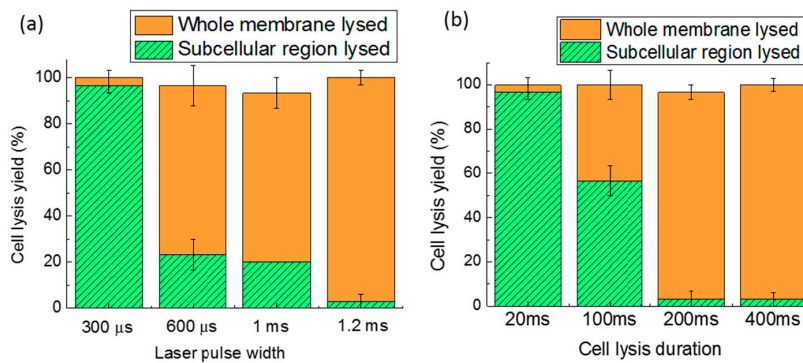 (a)
Whole membrane lysed
Subcellular region lysed
Cell lysis yield (%)
100
80
60
40
20
0
300 µs
600 µs
1 ms
1.2 ms
Laser pulse width
(b)
Whole membrane lysed
Subcellular region lysed
Cell lysis yield (%)
100
80
60
40
20
0
20ms
100ms
200ms
400ms
Cell lysis duration